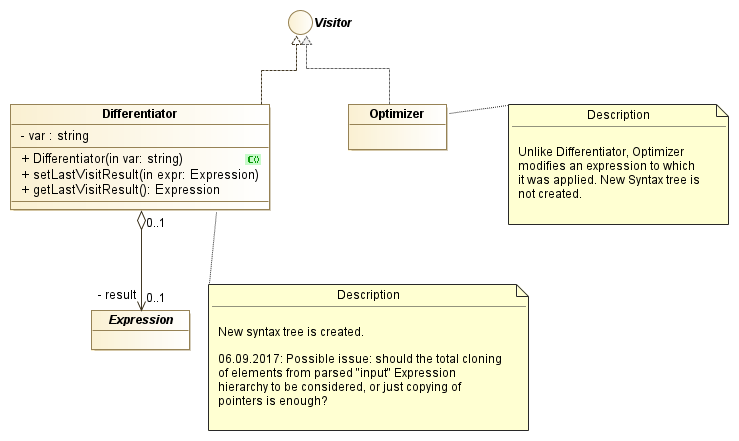 Visitor
Differentiator
- var : string
+ Differentiator(in var: string)
C()
+ setLastVisitResult(in expr: Expression)
+ getLastVisitResult(): Expression
Optimizer
Description
Unlike Differentiator, Optimizer
modifies an expression to which
it was applied. New Syntax tree is
not created.
0..1
- result
0..1
Expression
Description
New syntax tree is created.
06.09.2017: Possible issue: should the total cloning
of elements from parsed "input" Expression
hierarchy to be considered, or just copying of
pointers is enough?